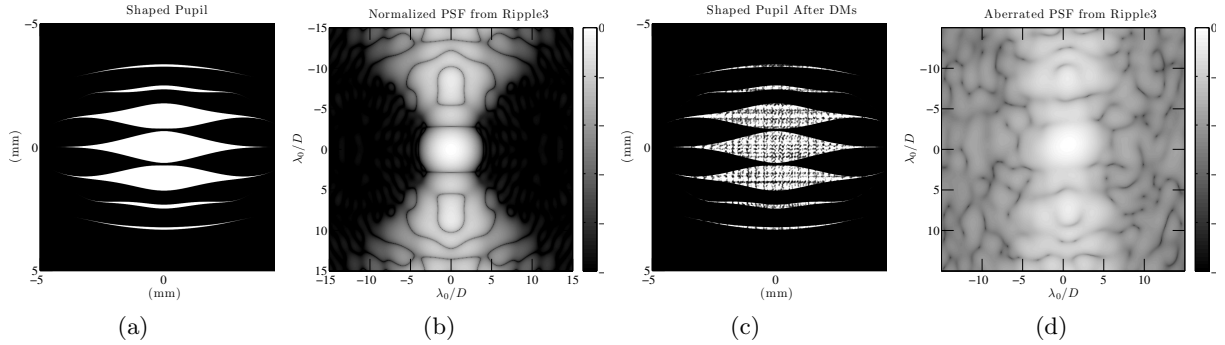 Shaped Pupil
−5
0
5
(mm)
−5
0
(mm)
(a)
Normalized PSF from Ripple3
−15
−10
−5
0
5
10
15
λ₀/D
−15
−10
−5
0
5
10
15
λ₀/D
0
−
−
−
−
(b)
Shaped Pupil After DMs
−5
0
5
(mm)
−5
0
(mm)
(c)
Aberrated PSF from Ripple3
−10
−5
0
5
10
λ₀/D
−10
−5
0
5
10
λ₀/D
0
−
−
−
−
(d)